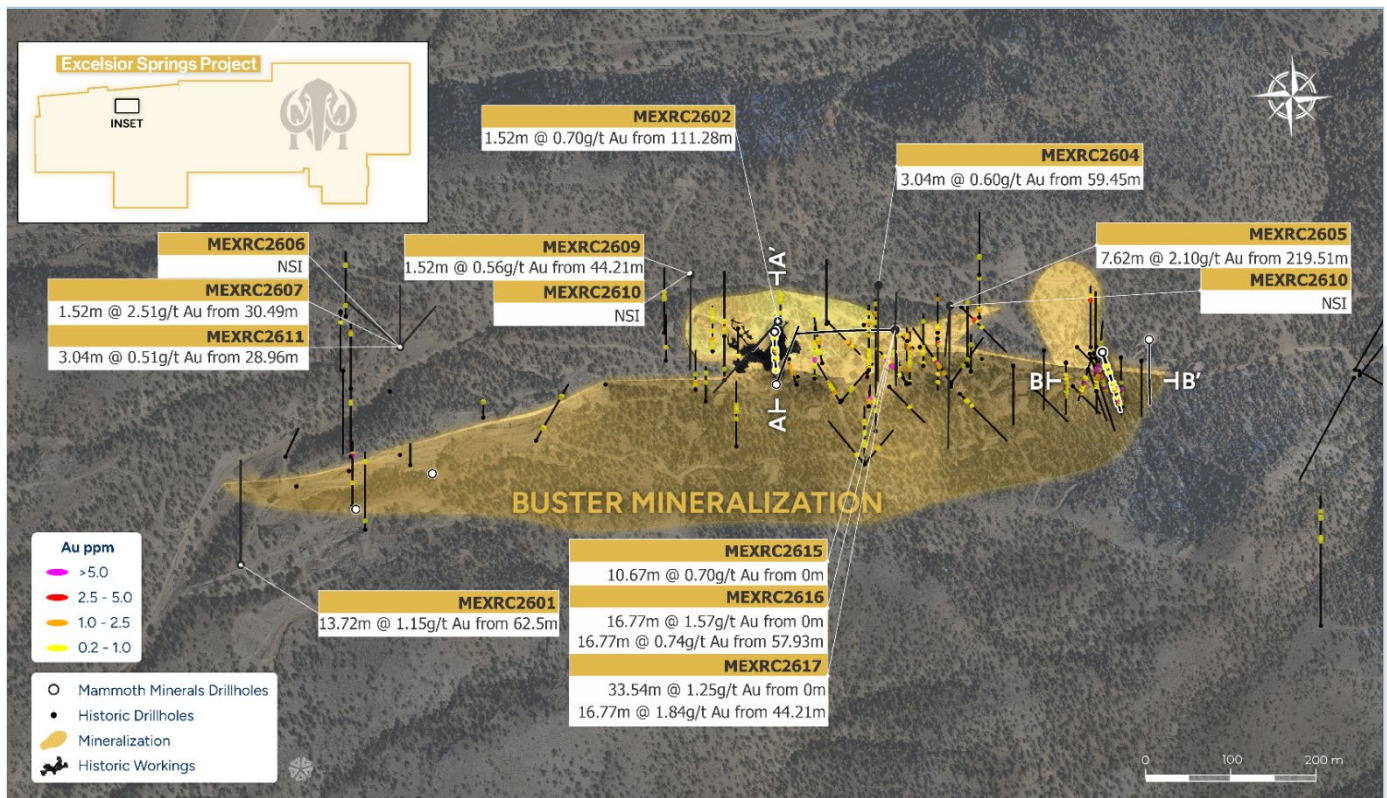 Excelsior Springs Project
INSET
MEXRC2602
1.52m @ 0.70g/t Au from 111.28m
MEXRC2604
3.04m @ 0.60g/t Au from 59.45m
MEXRC2606
NSI
MEXRC2607
1.52m @ 2.51g/t Au from 30.49m
MEXRC2611
3.04m @ 0.51g/t Au from 28.96m
MEXRC2609
1.52m @ 0.56g/t Au from 44.21m
MEXRC2610
NSI
MEXRC2605
7.62m @ 2.10g/t Au from 219.51m
MEXRC2610
NSI
A'
A
B
B'
BUSTER MINERALIZATION
MEXRC2601
13.72m @ 1.15g/t Au from 62.5m
MEXRC2615
10.67m @ 0.70g/t Au from 0m
MEXRC2616
16.77m @ 1.57g/t Au from 0m
16.77m @ 0.74g/t Au from 57.93m
MEXRC2617
33.54m @ 1.25g/t Au from 0m
16.77m @ 1.84g/t Au from 44.21m
Au ppm
>5.0
2.5 - 5.0
1.0 - 2.5
0.2 - 1.0
Mammoth Minerals Drillholes
Historic Drillholes
Mineralization
Historic Workings
0 100 200 m